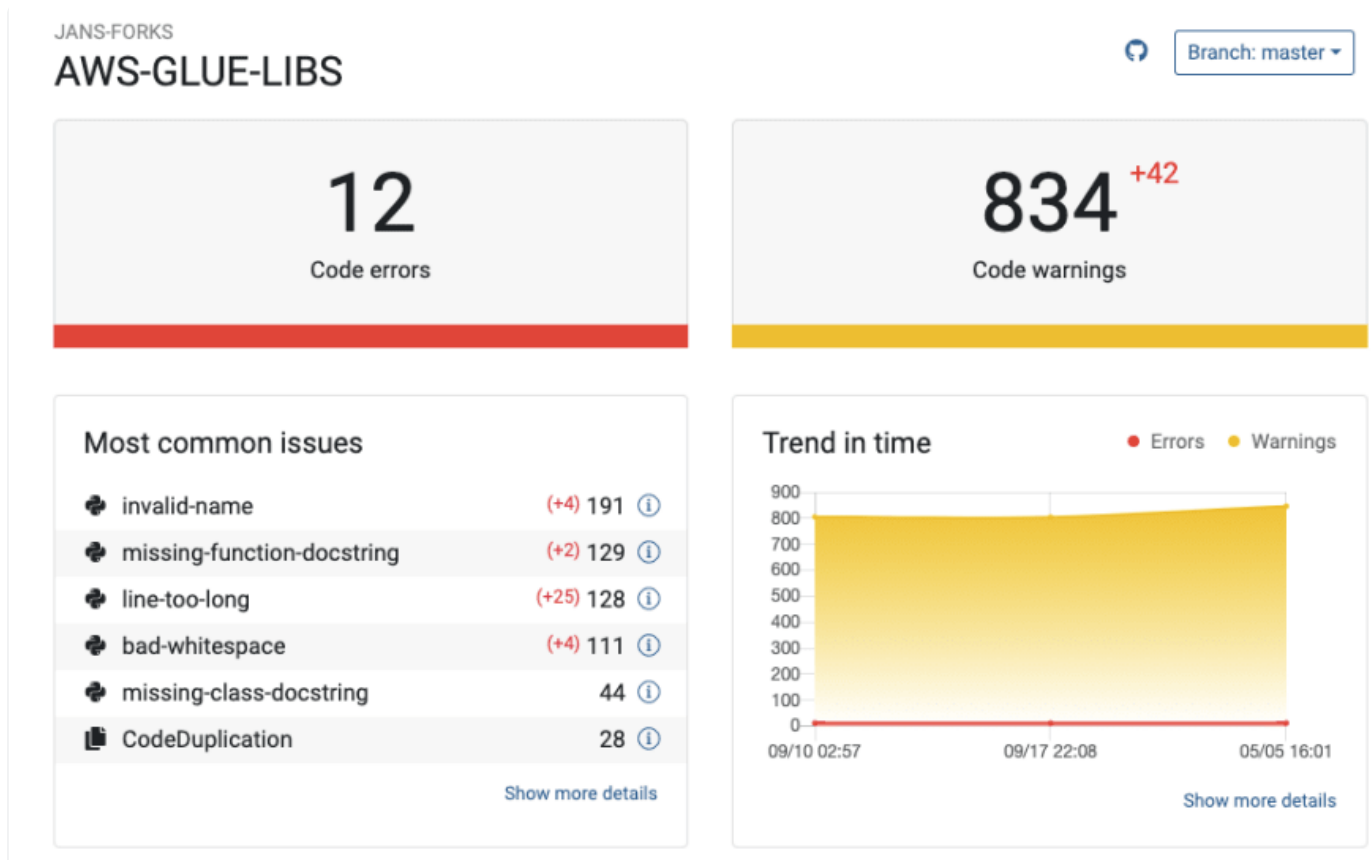 JANS-FORKS
AWS-GLUE-LIBS
Branch: master
12
Code errors
834 +42
Code warnings
Most common issues
invalid-name (+4) 191
missing-function-docstring (+2) 129
line-too-long (+25) 128
bad-whitespace (+4) 111
missing-class-docstring 44
CodeDuplication 28
Show more details
Trend in time
Errors Warnings
900
800
700
600
500
400
300
200
100
0
09/10 02:57 09/17 22:08 05/05 16:01
Show more details